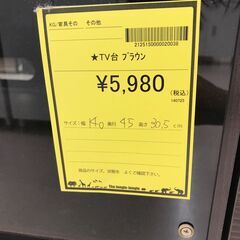 KG/家具その その他
2125150000020038
★TV台 ブラウン
¥5,980
(税込)
140723
サイズ:幅 140 奥行 45 高さ 30.5 cm
商品のサイズ、状態を よくご確認下さい。
The Jungle Jungle